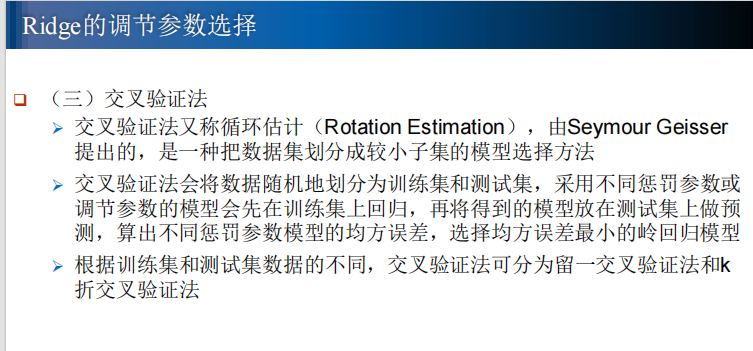 Ridge的调节参数选择
（三）交叉验证法
交叉验证法又称循环估计（Rotation Estimation），由Seymour Geisser
提出的，是一种把数据集划分成较小子集的模型选择方法
交叉验证法会将数据随机地划分为训练集和测试集，采用不同惩罚参数或
调节参数的模型会先在训练集上回归，再将得到的模型放在测试集上做预
测，算出不同惩罚参数模型的均方误差，选择均方误差最小的岭回归模型
根据训练集和测试集数据的不同，交叉验证法可分为留一交叉验证法和k
折交叉验证法